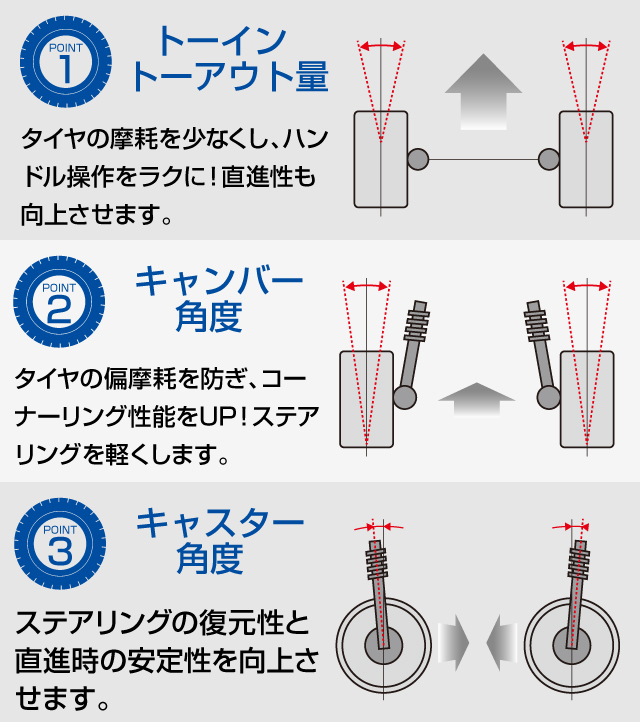 POINT
1
トーイン
トーアウト量
タイヤの摩耗を少なくし、ハン
ドル操作をラクに！直進性も
向上させます。
POINT
2
キャンバー
角度
タイヤの偏摩耗を防ぎ、コー
ナーリング性能をUP！ステア
リングを軽くします。
POINT
3
キャスター
角度
ステアリングの復元性と
直進時の安定性を向上さ
せます。